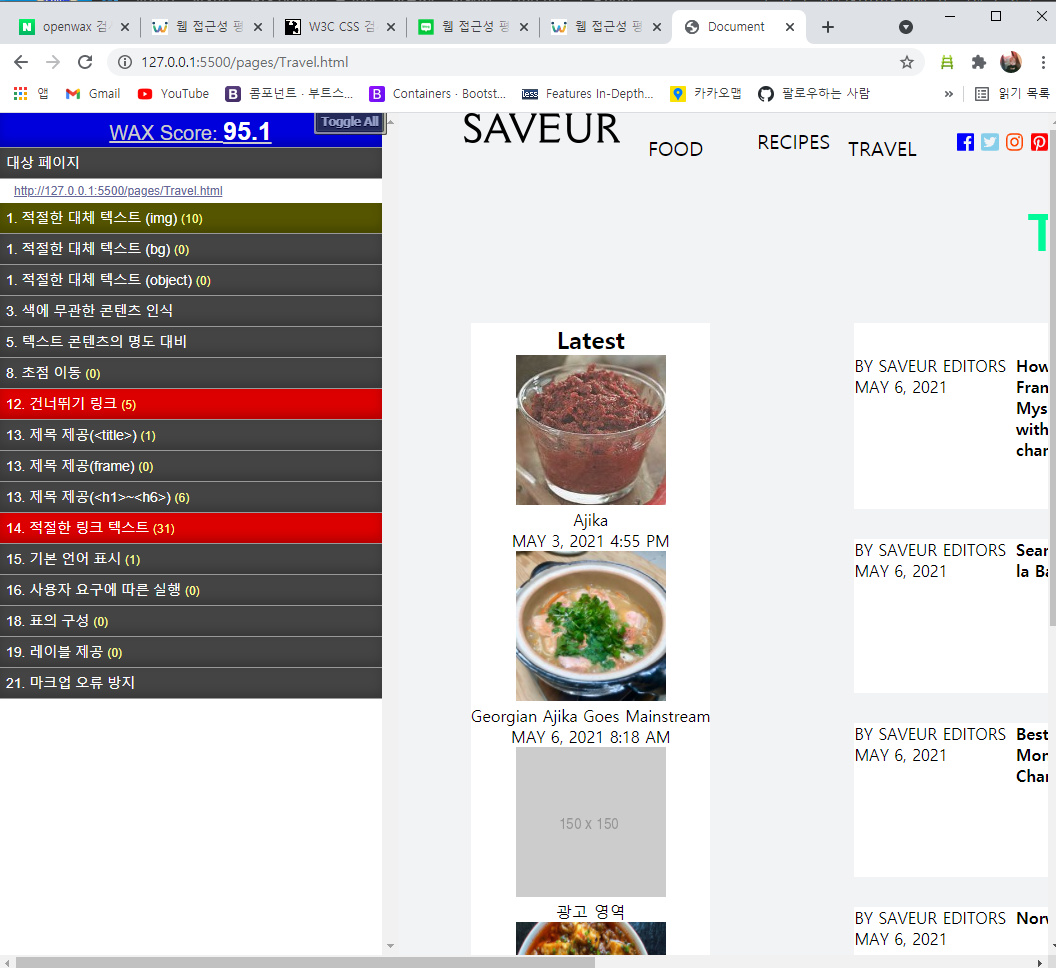 openwax 검
웹 접근성 평
W3C CSS 검
웹 접근성 평
웹 접근성 평
Document
127.0.0.1:5500/pages/Travel.html
앱
Gmail
YouTube
콤포넌트 · 부트스...
Containers · Bootst...
less
Features In-Depth...
카카오맵
팔로우하는 사람
»
읽기 목록
WAX Score: 95.1
Toggle All
대상 페이지
http://127.0.0.1:5500/pages/Travel.html
1. 적절한 대체 텍스트 (img) (10)
1. 적절한 대체 텍스트 (bg) (0)
1. 적절한 대체 텍스트 (object) (0)
3. 색에 무관한 콘텐츠 인식
5. 텍스트 콘텐츠의 명도 대비
8. 초점 이동 (0)
12. 건너뛰기 링크 (5)
13. 제목 제공(<title>) (1)
13. 제목 제공(frame) (0)
13. 제목 제공(<h1>~<h6>) (6)
14. 적절한 링크 텍스트 (31)
15. 기본 언어 표시 (1)
16. 사용자 요구에 따른 실행 (0)
18. 표의 구성 (0)
19. 레이블 제공 (0)
21. 마크업 오류 방지
SAVEUR
FOOD
RECIPES
TRAVEL
T
Latest
Ajika
MAY 3, 2021 4:55 PM
Georgian Ajika Goes Mainstream
MAY 6, 2021 8:18 AM
150 x 150
광고 영역
BY SAVEUR EDITORS
MAY 6, 2021
How
Fran
Mys
with
char
BY SAVEUR EDITORS
MAY 6, 2021
Sear
la Ba
BY SAVEUR EDITORS
MAY 6, 2021
Best
Mor
Char
BY SAVEUR EDITORS
MAY 6, 2021
Norw